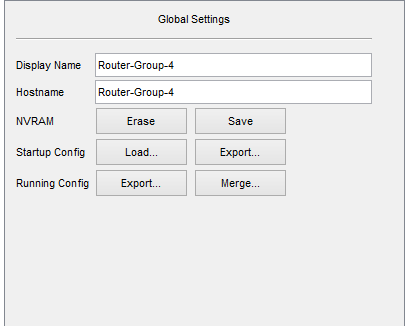 Global Settings
Display Name Router-Group-4
Hostname Router-Group-4
NVRAM Erase Save
Startup Config Load... Export...
Running Config Export... Merge...